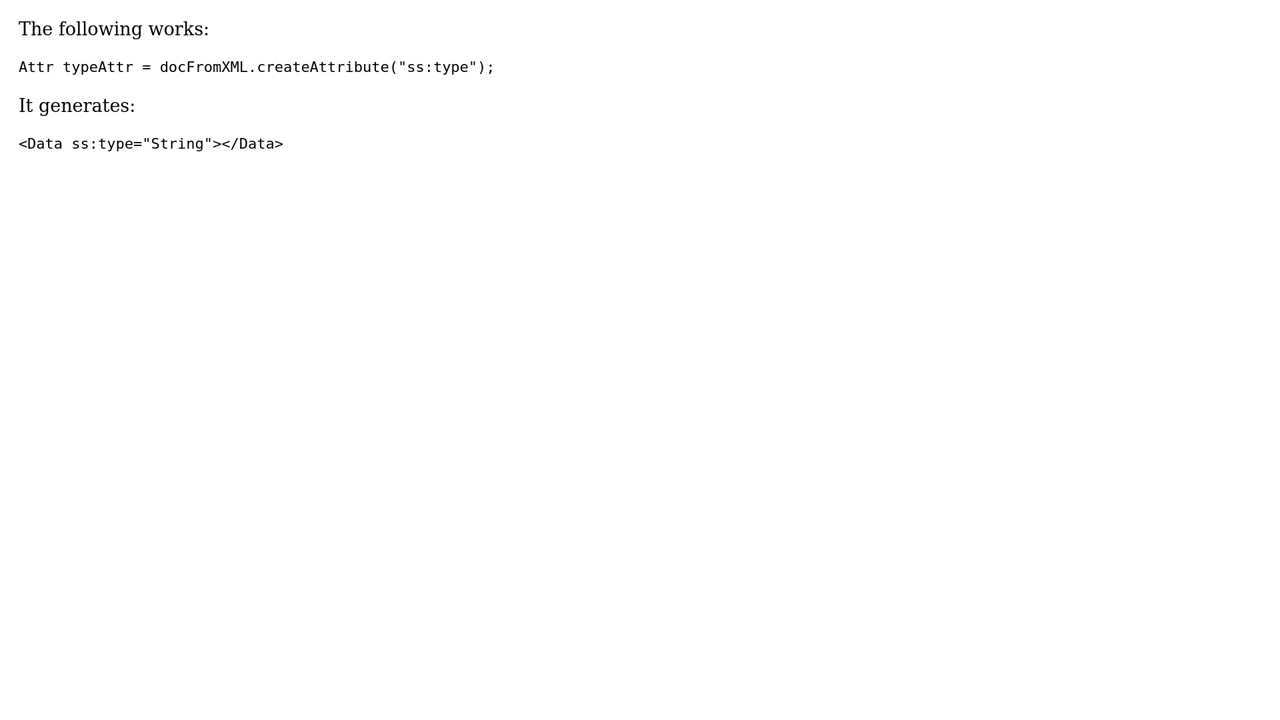 The following works:
Attr typeAttr = docFromXML.createAttribute("ss:type");
It generates:
<Data ss:type="String"></Data>